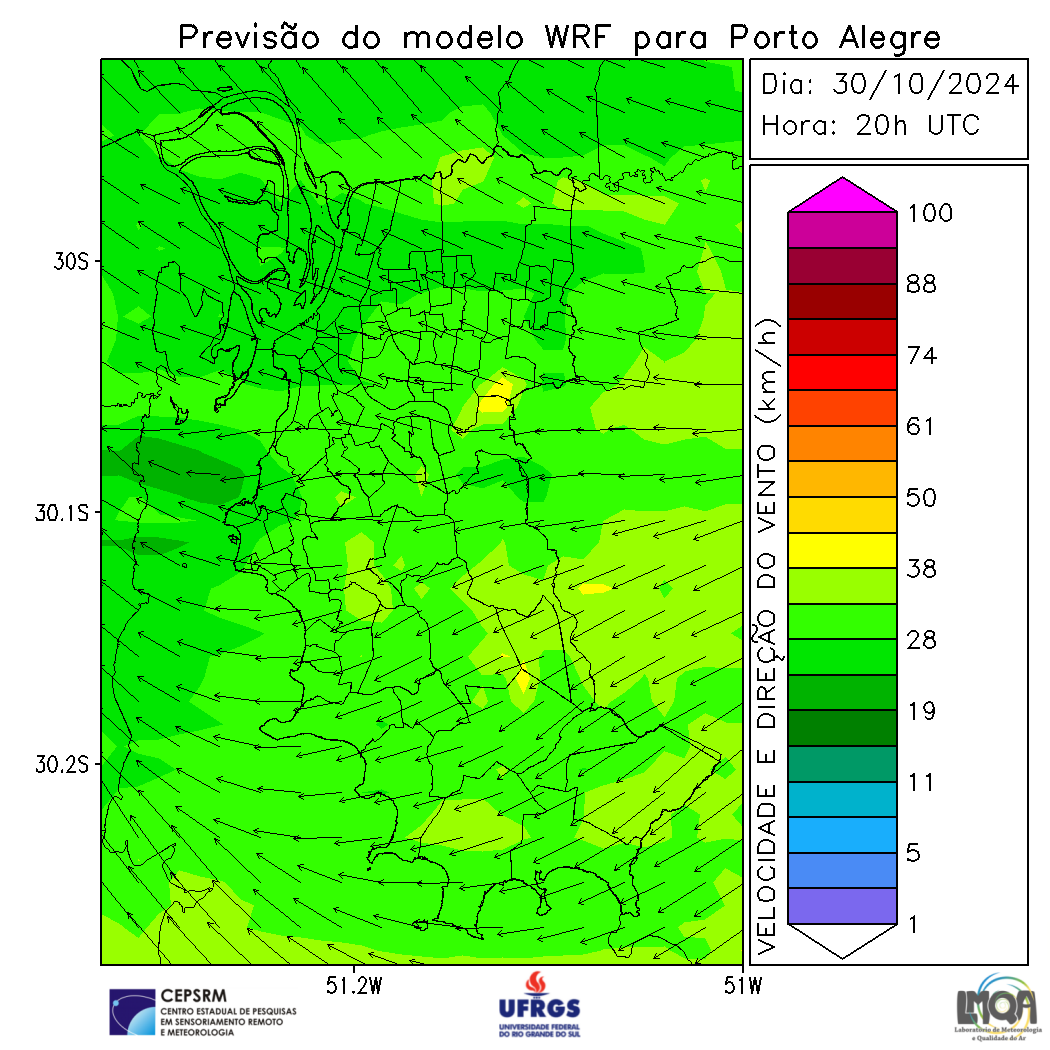 Previsão do modelo WRF para Porto Alegre
Dia: 30/10/2024
Hora: 20h UTC
30S
30.1S
30.2S
51.2W
51W
VELOCIDADE E DIREÇÃO DO VENTO (km/h)
100
88
74
61
50
38
28
19
11
5
1
CEPSRM
CENTRO ESTADUAL DE PESQUISAS
EM SENSORIAMENTO REMOTO
E METEOROLOGIA
UFRGS
UNIVERSIDADE FEDERAL
DO RIO GRANDE DO SUL
LMQA
Laboratório de Meteorologia
e Qualidade do Ar